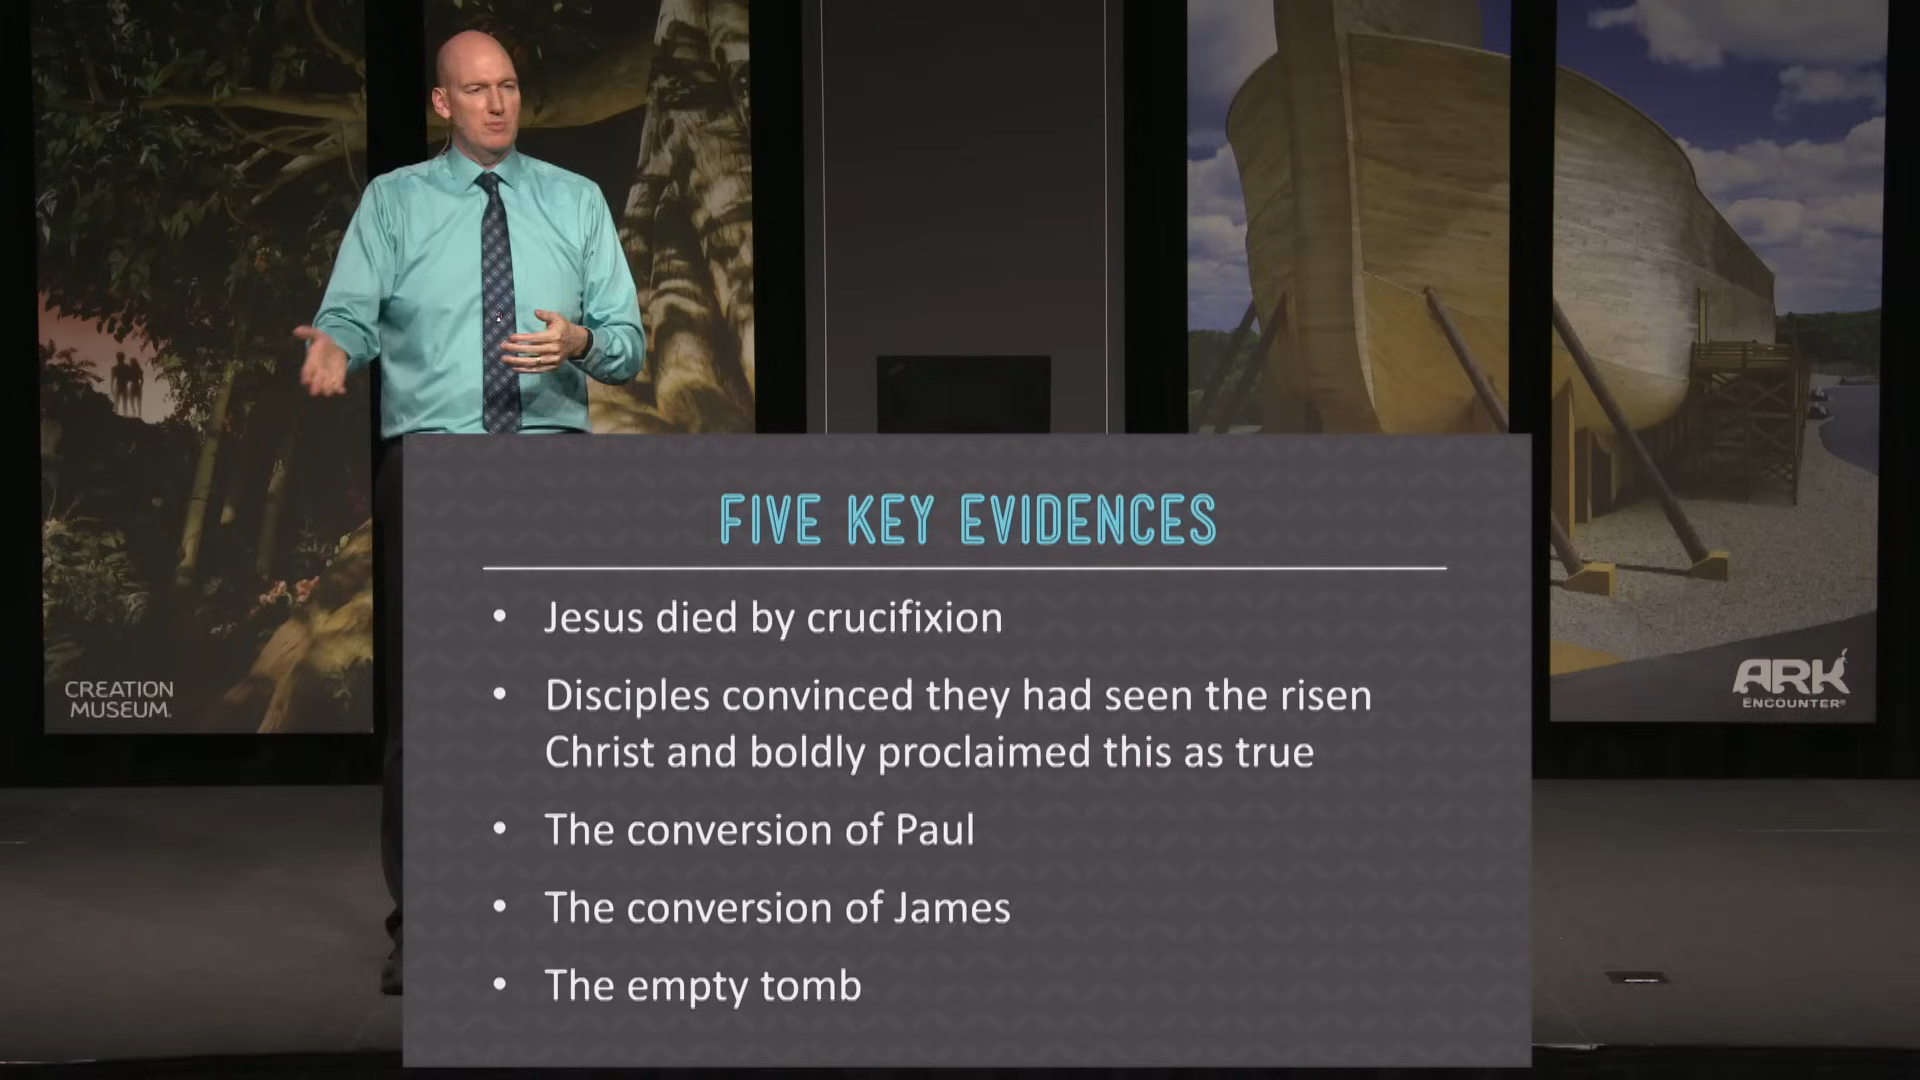 FIVE KEY EVIDENCES
• Jesus died by crucifixion
• Disciples convinced they had seen the risen
Christ and boldly proclaimed this as true
• The conversion of Paul
• The conversion of James
• The empty tomb
CREATION
MUSEUM
ARK
ENCOUNTER